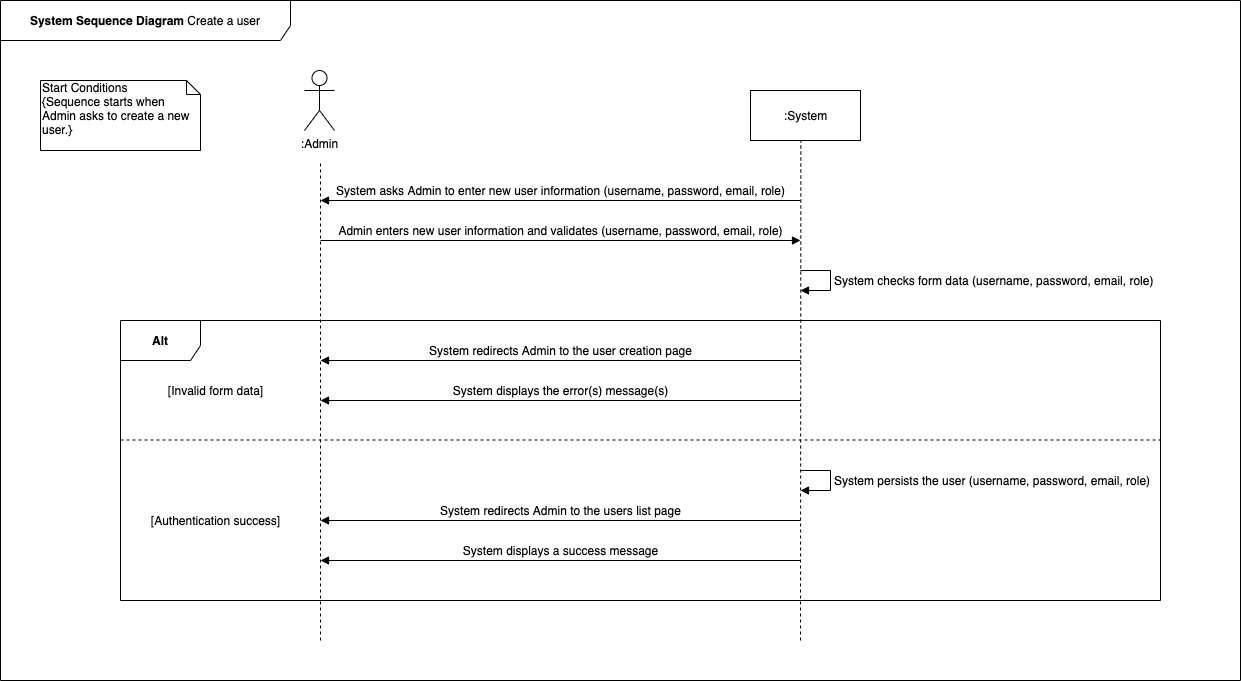 System Sequence Diagram Create a user
Start Conditions
{Sequence starts when
Admin asks to create a new
user.}
:Admin
:System
System asks Admin to enter new user information (username, password, email, role)
Admin enters new user information and validates (username, password, email, role)
System checks form data (username, password, email, role)
Alt
System redirects Admin to the user creation page
[Invalid form data]
System displays the error(s) message(s)
System persists the user (username, password, email, role)
System redirects Admin to the users list page
[Authentication success]
System displays a success message